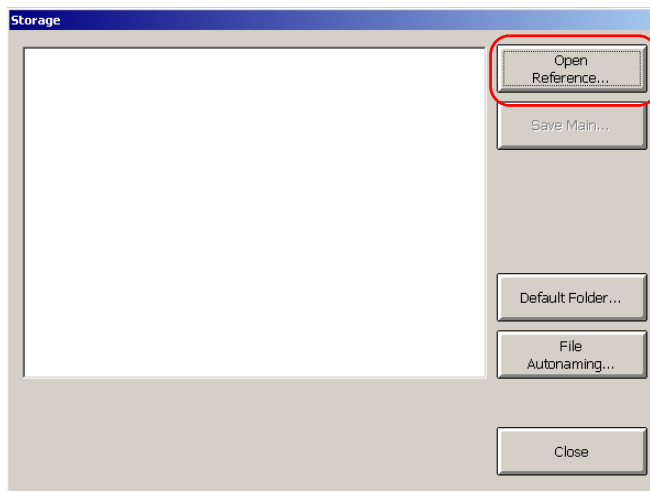 Storage
Open
Reference...
Save Main...
Default Folder...
File
Autonaming...
Close